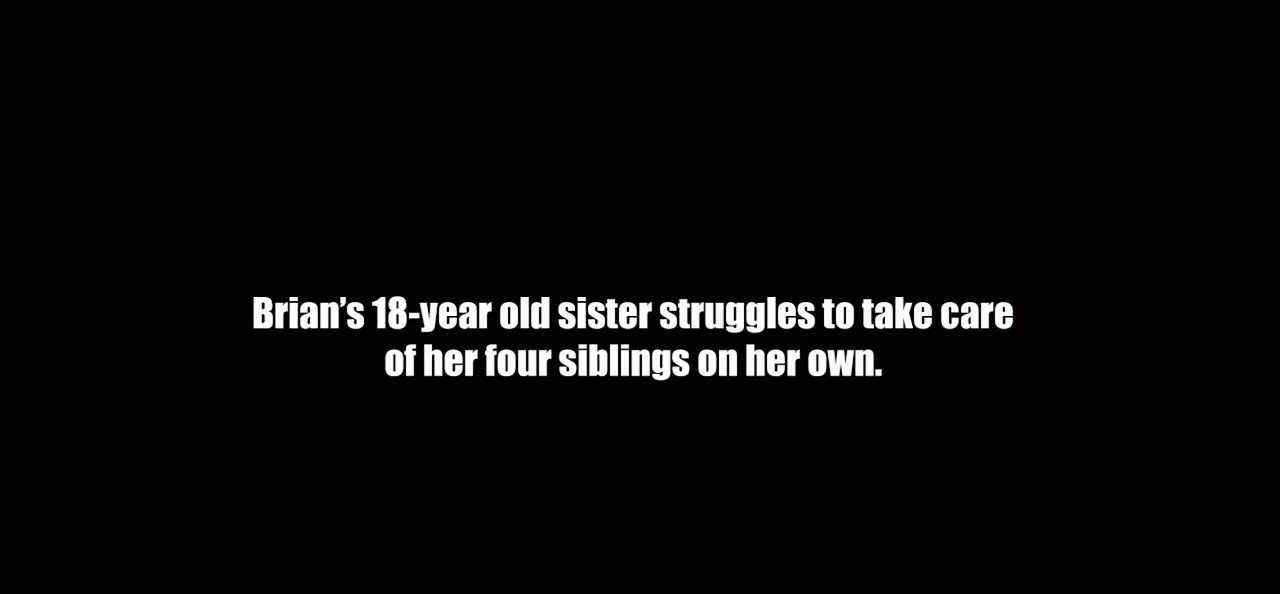 Brian’s 18-year old sister struggles to take care
of her four siblings on her own.